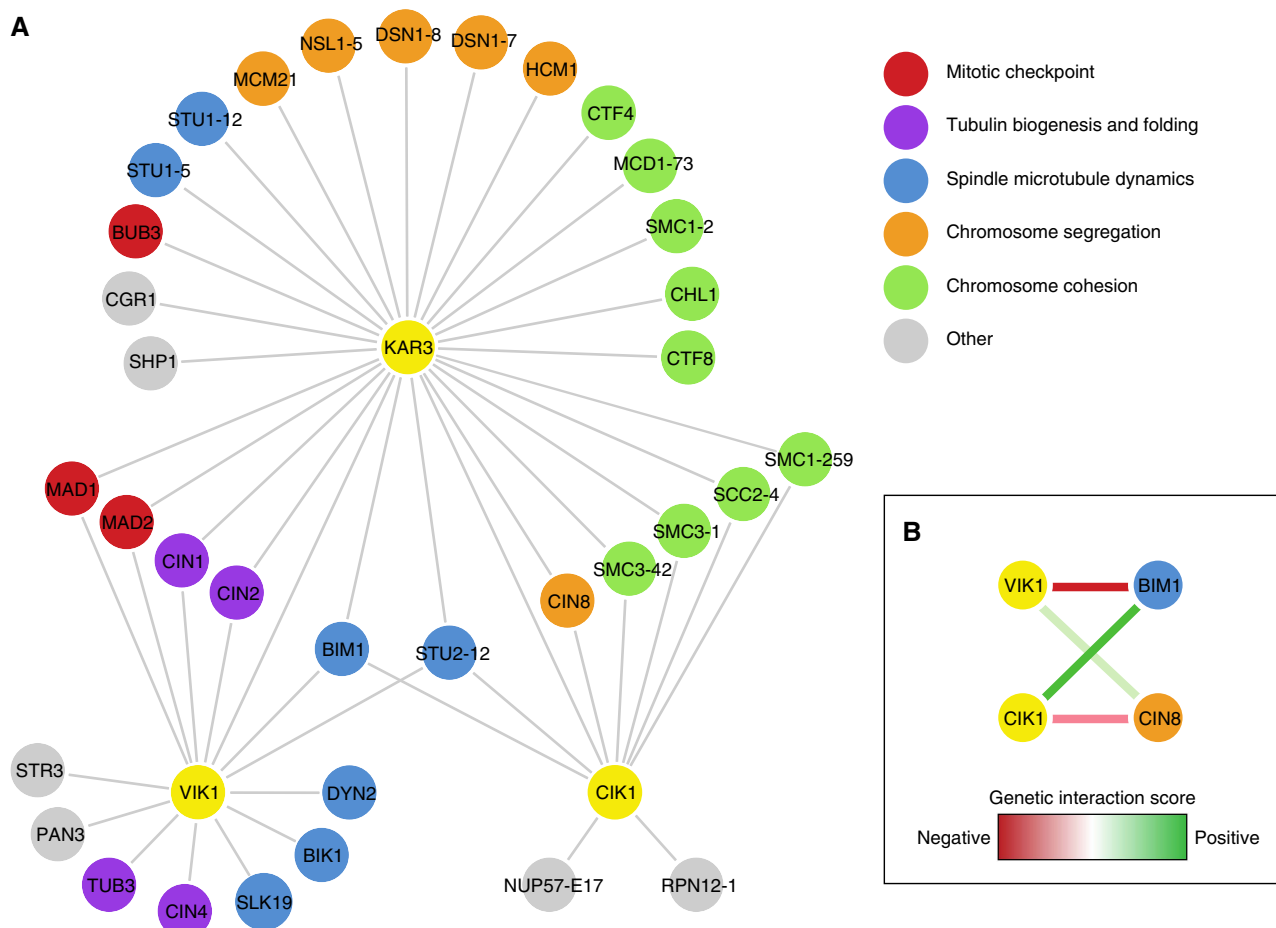 A
NSL1-5
DSN1-8
DSN1-7
HCM1
MCM21
CTF4
STU1-12
MCD1-73
STU1-5
SMC1-2
BUB3
CHL1
CGR1
KAR3
SHP1
CTF8
Mitotic checkpoint
Tubulin biogenesis and folding
Spindle microtubule dynamics
Chromosome segregation
Chromosome cohesion
Other
SMC1-259
MAD1
SCC2-4
MAD2
SMC3-1
CIN1
SMC3-42
CIN2
CIN8
BIM1
STU2-12
STR3
VIK1
DYN2
CIK1
PAN3
BIK1
TUB3
CIN4
SLK19
NUP57-E17
RPN12-1
B
VIK1
BIM1
CIK1
CIN8
Genetic interaction score
Negative
Positive